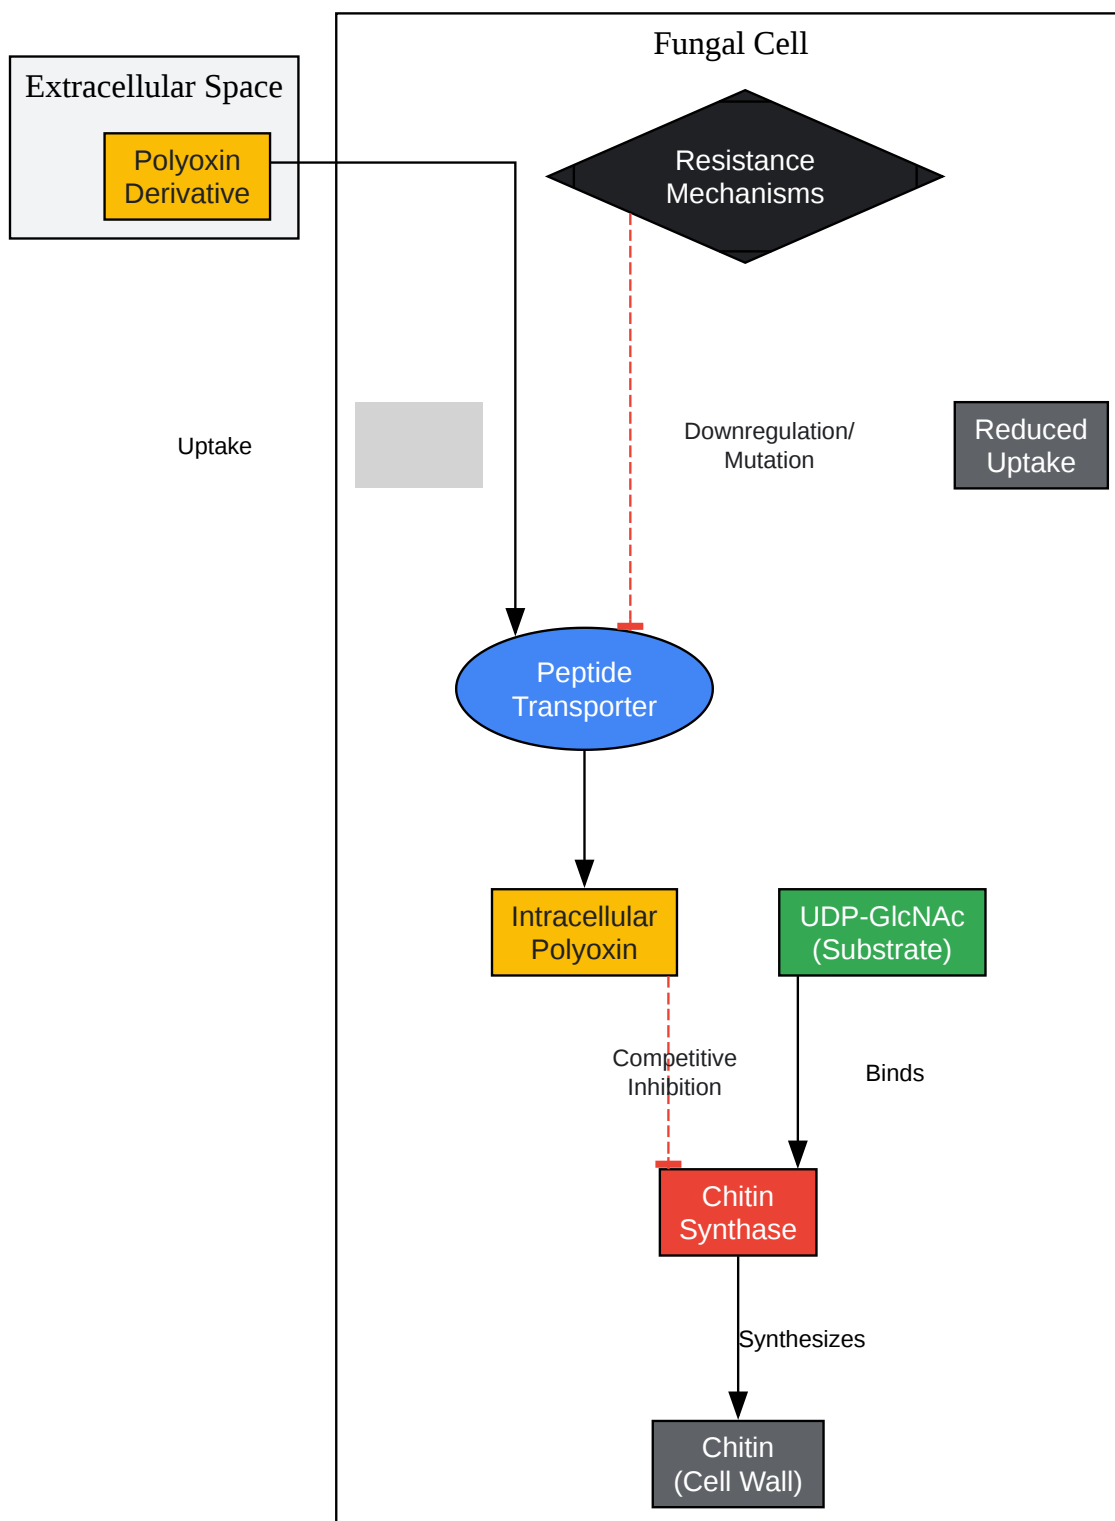 Fungal Cell
Extracellular Space
Polyoxin
Derivative
Resistance
Mechanisms
Uptake
Downregulation/
Mutation
Reduced
Uptake
Peptide
Transporter
Intracellular
Polyoxin
UDP-GlcNAc
(Substrate)
Competitive
Inhibition
Binds
Chitin
Synthase
Synthesizes
Chitin
(Cell Wall)